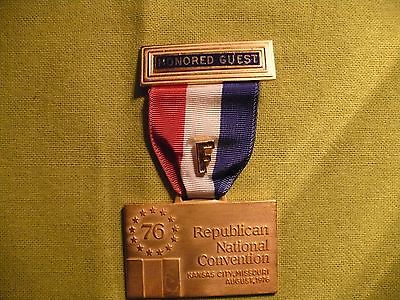 HONORED GUEST
F
76
Republican
National
Convention
KANSAS CITY, MISSOURI
AUGUST, 1976